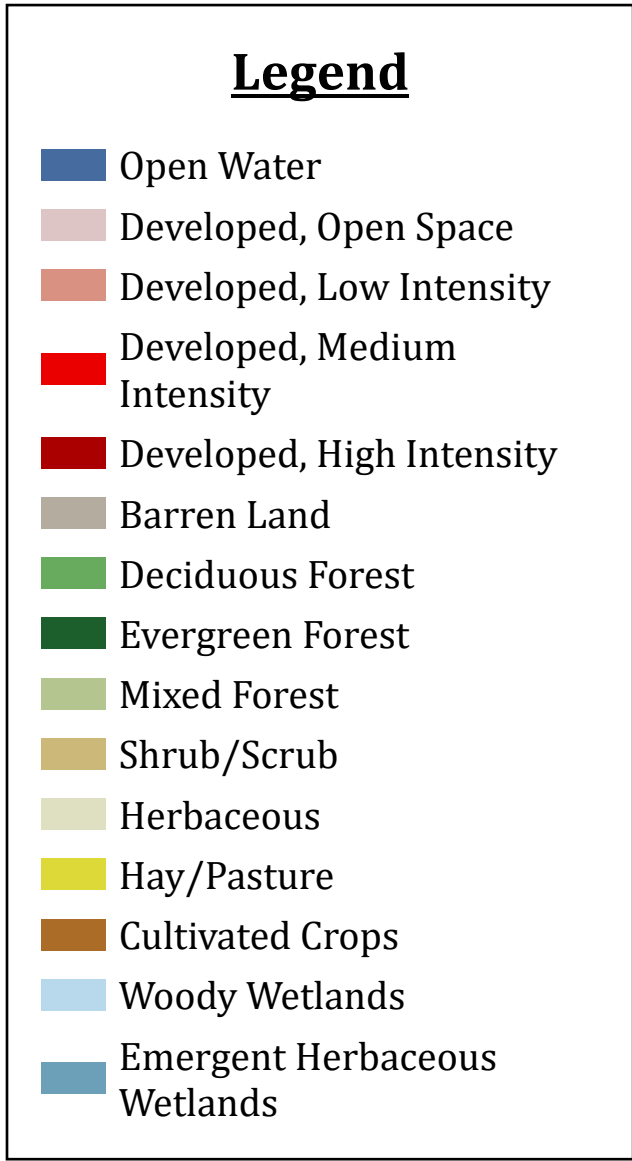 Legend
Open Water
Developed, Open Space
Developed, Low Intensity
Developed, Medium
Intensity
Developed, High Intensity
Barren Land
Deciduous Forest
Evergreen Forest
Mixed Forest
Shrub/Scrub
Herbaceous
Hay/Pasture
Cultivated Crops
Woody Wetlands
Emergent Herbaceous
Wetlands